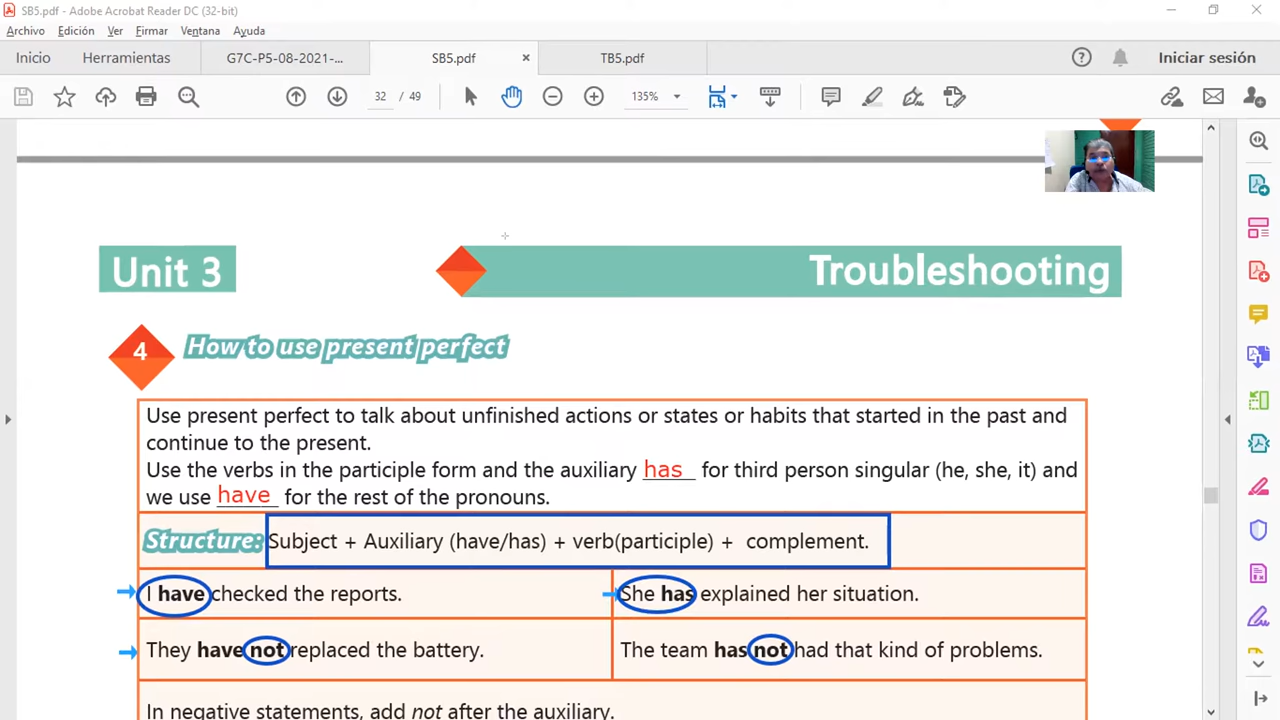 SB5.pdf - Adobe Acrobat Reader DC (32-bit)
Archivo Edición Ver Firmar Ventana Ayuda
Inicio Herramientas G7C-P5-08-2021-... SB5.pdf × TB5.pdf Iniciar sesión
32 / 49 135%
Unit 3 Troubleshooting
4 How to use present perfect
Use present perfect to talk about unfinished actions or states or habits that started in the past and
continue to the present.
Use the verbs in the participle form and the auxiliary has for third person singular (he, she, it) and
we use have for the rest of the pronouns.
Structure: Subject + Auxiliary (have/has) + verb(participle) + complement.
I have checked the reports. She has explained her situation.
They have not replaced the battery. The team has not had that kind of problems.
In negative statements, add not after the auxiliary.